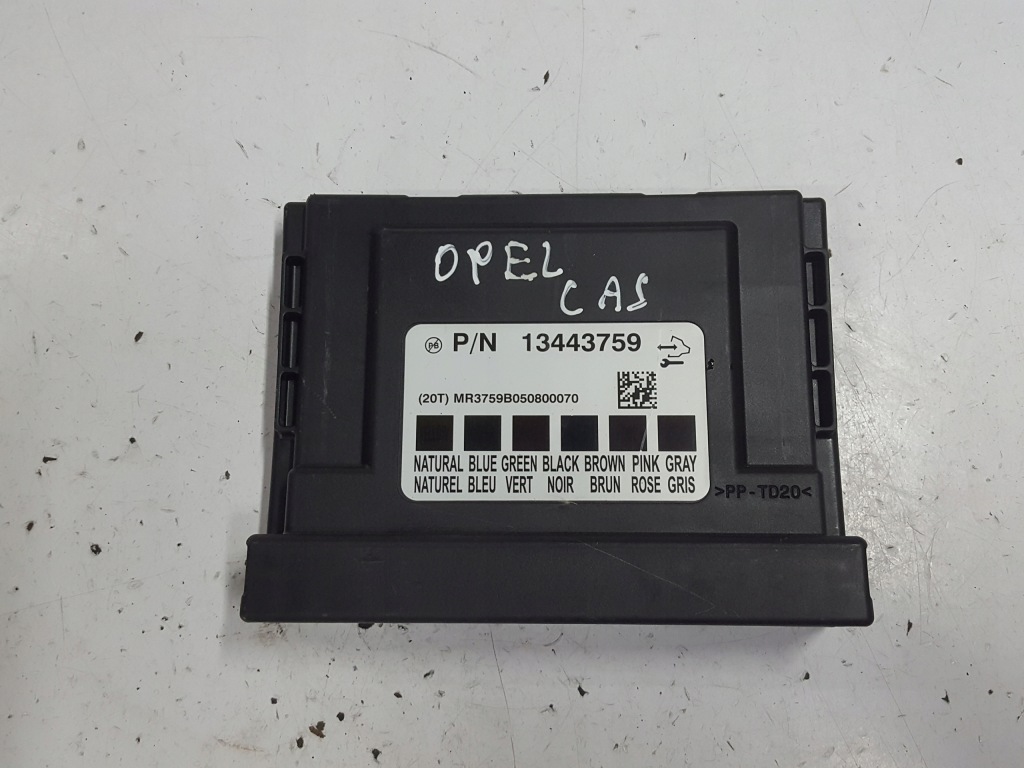 OPEL
CAS
P/N 13443759
(20T) MR3759B050800070
NATURAL BLUE GREEN BLACK BROWN PINK GRAY
NATUREL BLEU VERT NOIR BRUN ROSE GRIS
>PP-TD20<